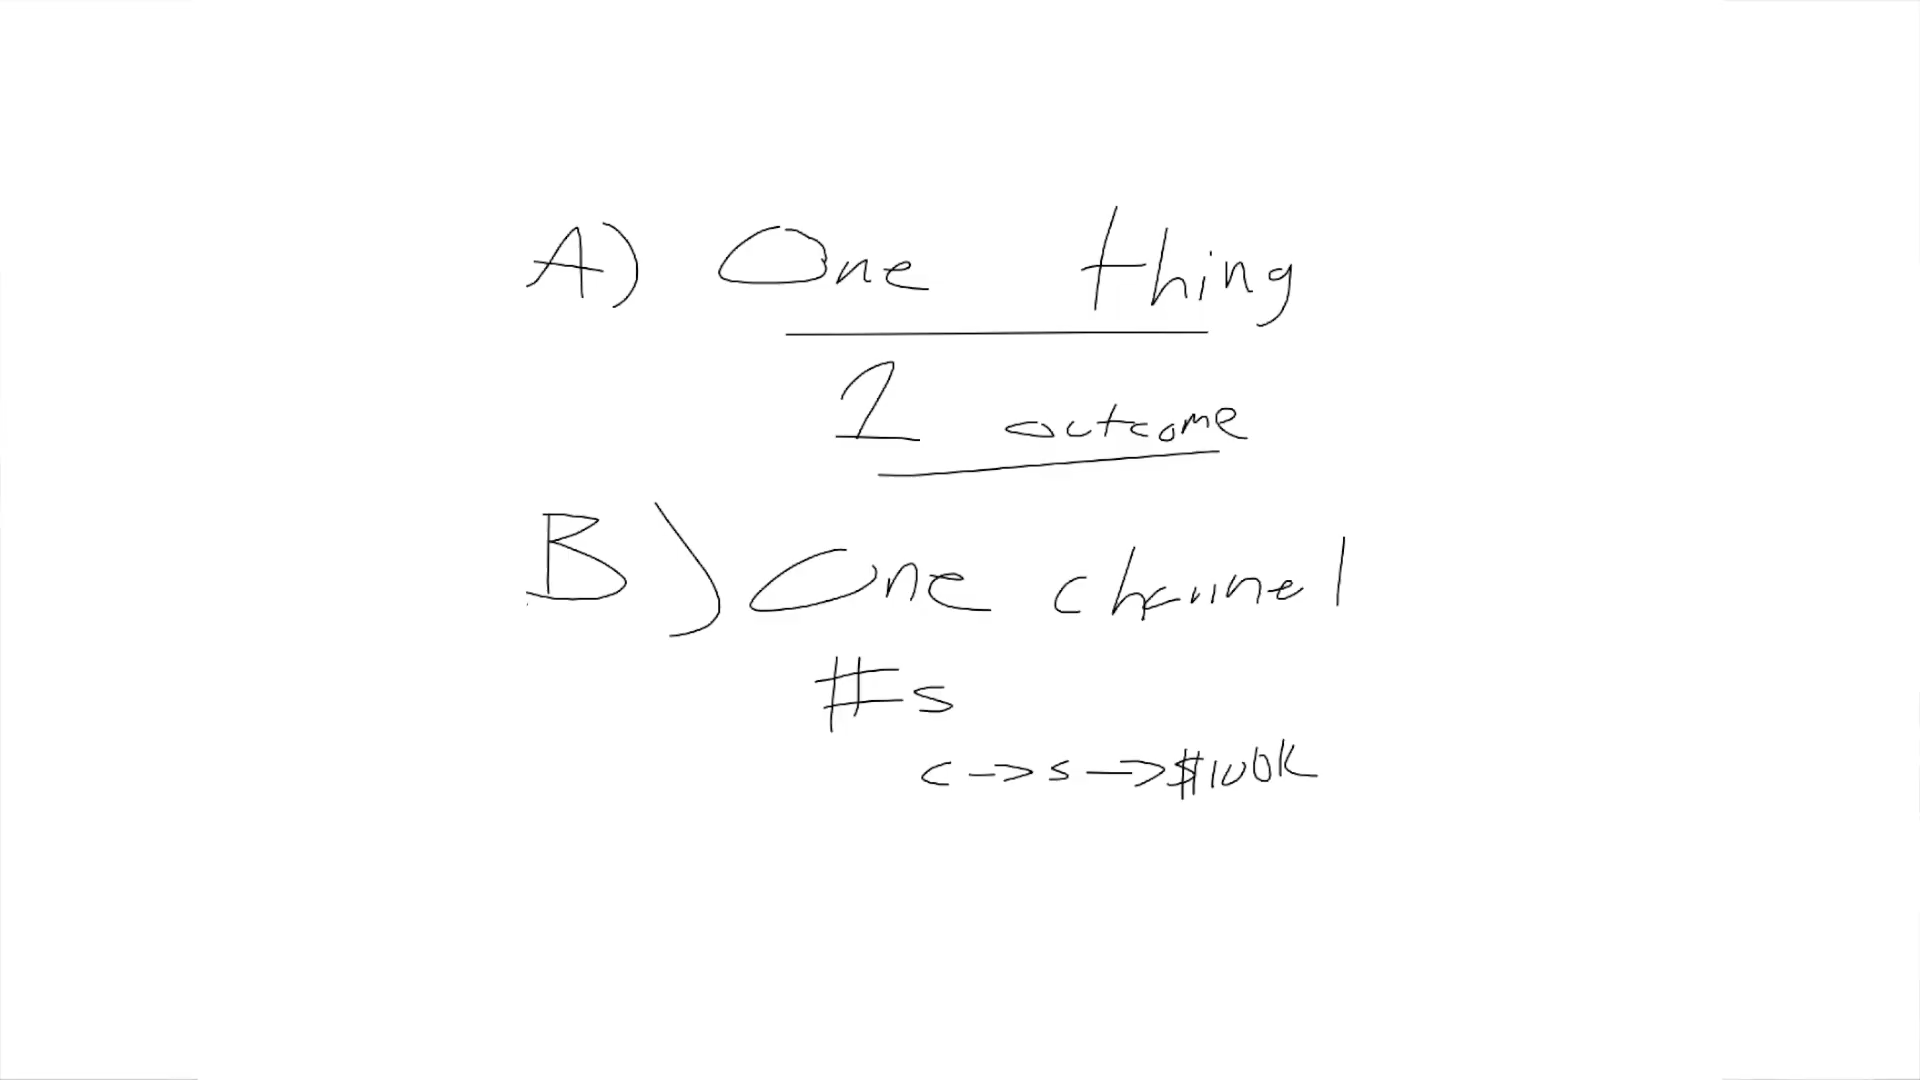 A) One thing
1 outcome
B) One channel
#s
c -> s -> $100K